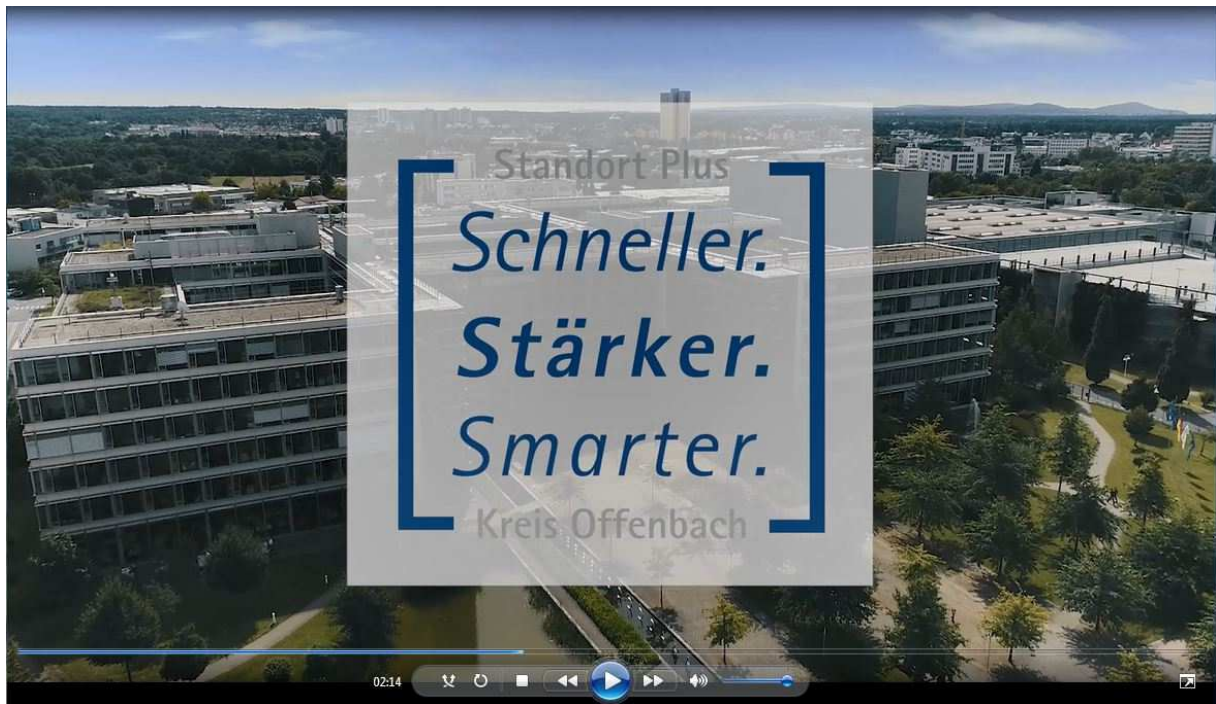 Standort Plus
Schneller.
Stärker.
Smarter.
Kreis Offenbach
02:14